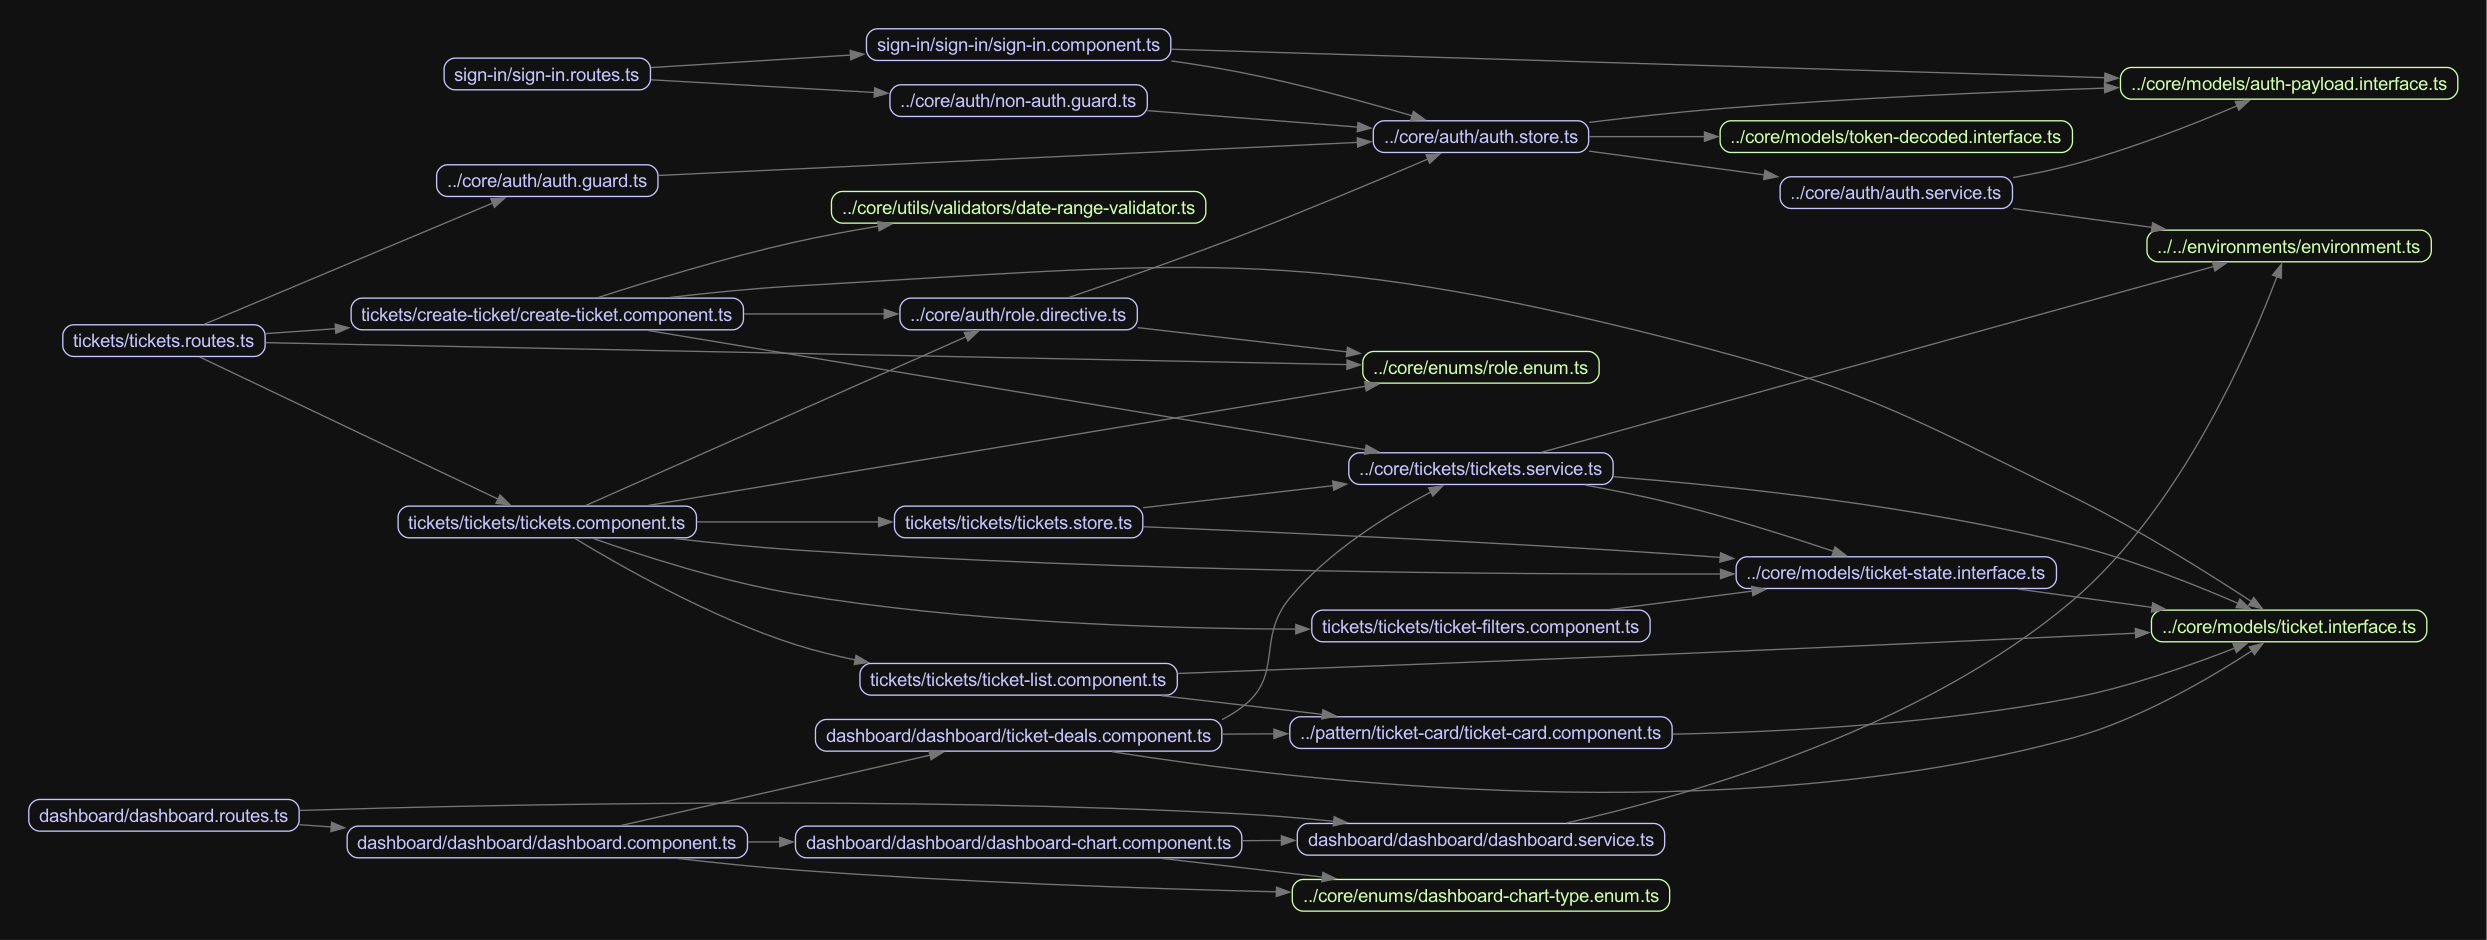 sign-in/sign-in/sign-in.component.ts
sign-in/sign-in.routes.ts
../core/models/auth-payload.interface.ts
../core/auth/non-auth.guard.ts
../core/auth/auth.store.ts
../core/models/token-decoded.interface.ts
../core/auth/auth.guard.ts
../core/auth/auth.service.ts
../core/utils/validators/date-range-validator.ts
../../environments/environment.ts
tickets/create-ticket/create-ticket.component.ts
../core/auth/role.directive.ts
tickets/tickets.routes.ts
../core/enums/role.enum.ts
../core/tickets/tickets.service.ts
tickets/tickets/tickets.component.ts
tickets/tickets/tickets.store.ts
../core/models/ticket-state.interface.ts
tickets/tickets/ticket-filters.component.ts
../core/models/ticket.interface.ts
tickets/tickets/ticket-list.component.ts
dashboard/dashboard/ticket-deals.component.ts
../pattern/ticket-card/ticket-card.component.ts
dashboard/dashboard.routes.ts
dashboard/dashboard/dashboard.component.ts
dashboard/dashboard/dashboard-chart.component.ts
dashboard/dashboard/dashboard.service.ts
../core/enums/dashboard-chart-type.enum.ts